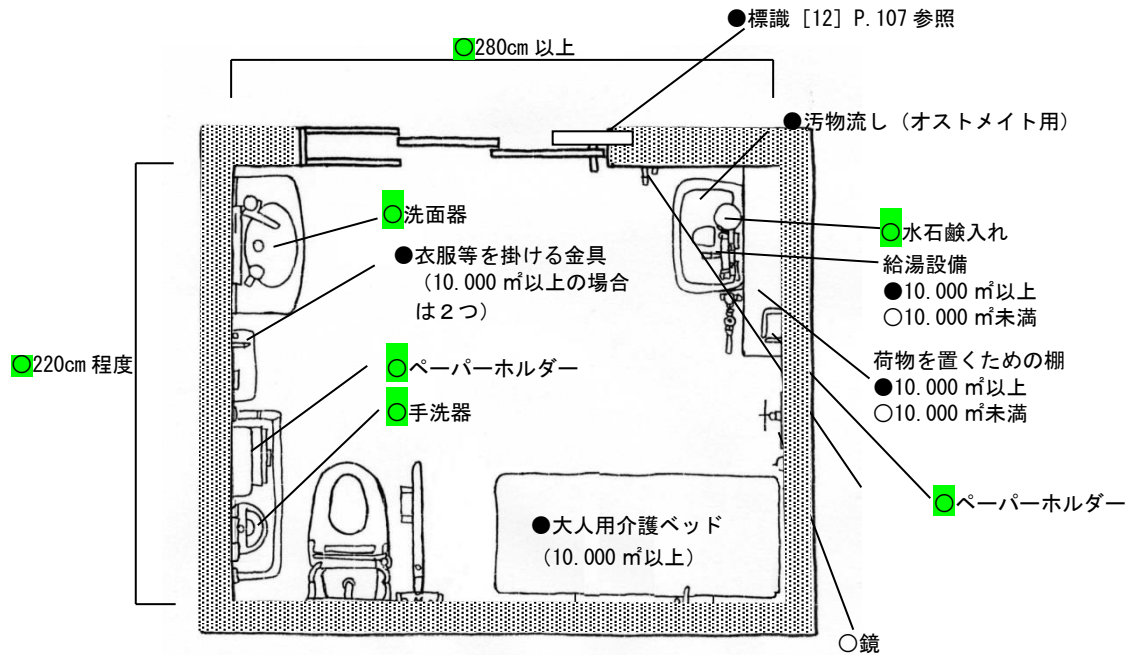 ●標識［12］P.107 参照
○280cm 以上
●汚物流し（オストメイト用）
○洗面器
○水石鹸入れ
●衣服等を掛ける金具
（10.000 ㎡以上の場合
は２つ）
給湯設備
●10.000 ㎡以上
○10.000 ㎡未満
○220cm 程度
○ペーパーホルダー
荷物を置くための棚
●10.000 ㎡以上
○10.000 ㎡未満
○手洗器
○ペーパーホルダー
●大人用介護ベッド
（10.000 ㎡以上）
○鏡